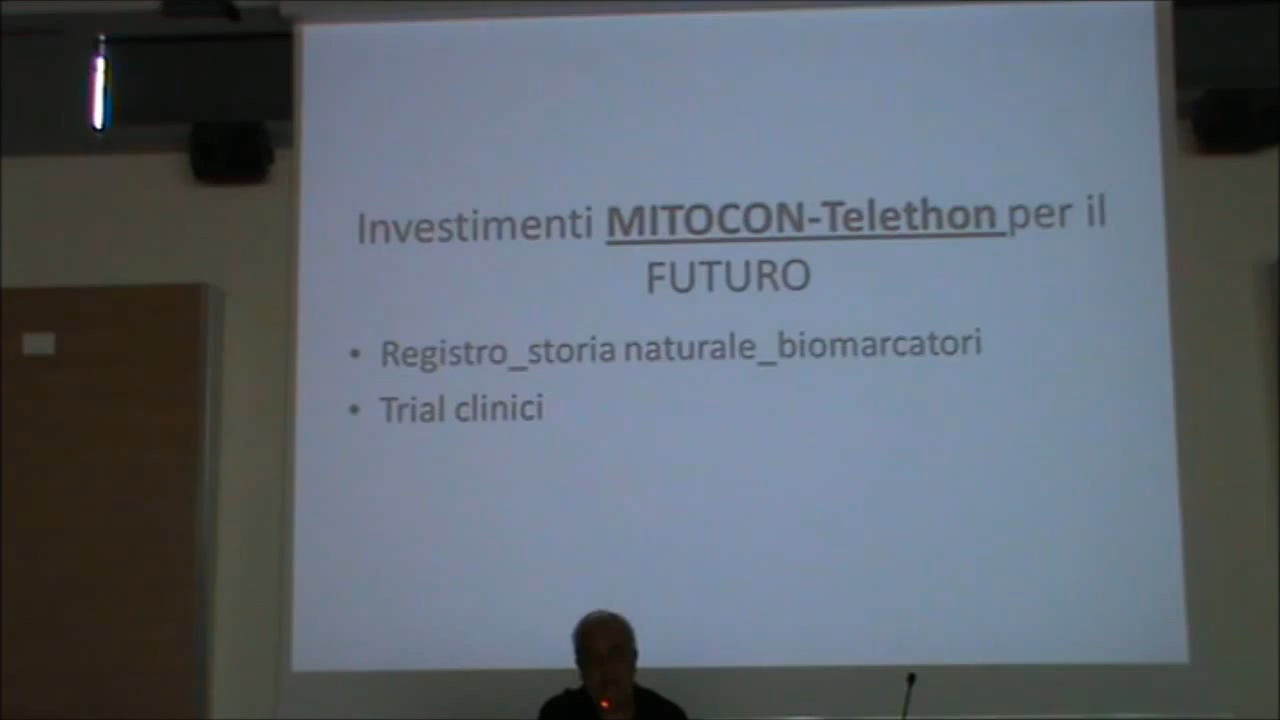 Investimenti MITOCON-Telethon per il
FUTURO
• Registro_storia naturale_biomarcatori
• Trial clinici